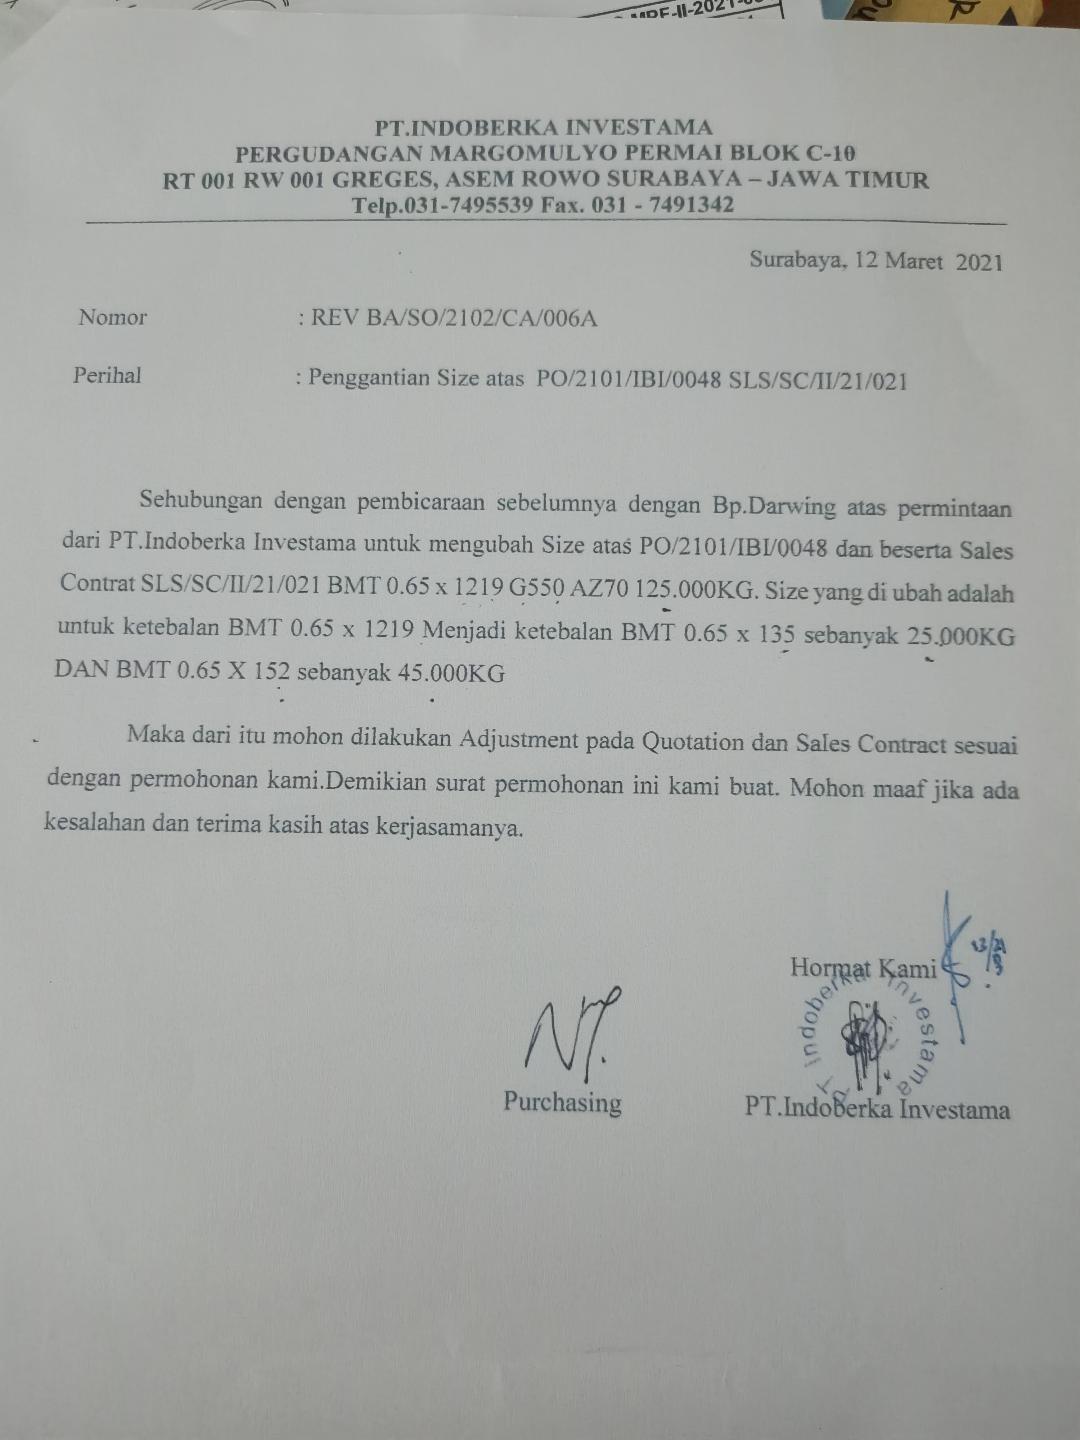 MRF-II-2021-
PT.INDOBERKA INVESTAMA
PERGUDANGAN MARGOMULYO PERMAI BLOK C-10
RT 001 RW 001 GREGES, ASEM ROWO SURABAYA – JAWA TIMUR
Telp.031-7495539 Fax. 031 - 7491342
Surabaya, 12 Maret 2021
Nomor : REV BA/SO/2102/CA/006A
Perihal : Penggantian Size atas PO/2101/IBI/0048 SLS/SC/II/21/021
Sehubungan dengan pembicaraan sebelumnya dengan Bp.Darwing atas permintaan
dari PT.Indoberka Investama untuk mengubah Size atas PO/2101/IBI/0048 dan beserta Sales
Contrat SLS/SC/II/21/021 BMT 0.65 x 1219 G550 AZ70 125.000KG. Size yang di ubah adalah
untuk ketebalan BMT 0.65 x 1219 Menjadi ketebalan BMT 0.65 x 135 sebanyak 25.000KG
DAN BMT 0.65 X 152 sebanyak 45.000KG
Maka dari itu mohon dilakukan Adjustment pada Quotation dan Sales Contract sesuai
dengan permohonan kami.Demikian surat permohonan ini kami buat. Mohon maaf jika ada
kesalahan dan terima kasih atas kerjasamanya.
Hormat Kami
PT Indoberka Investama
Purchasing
PT.Indoberka Investama